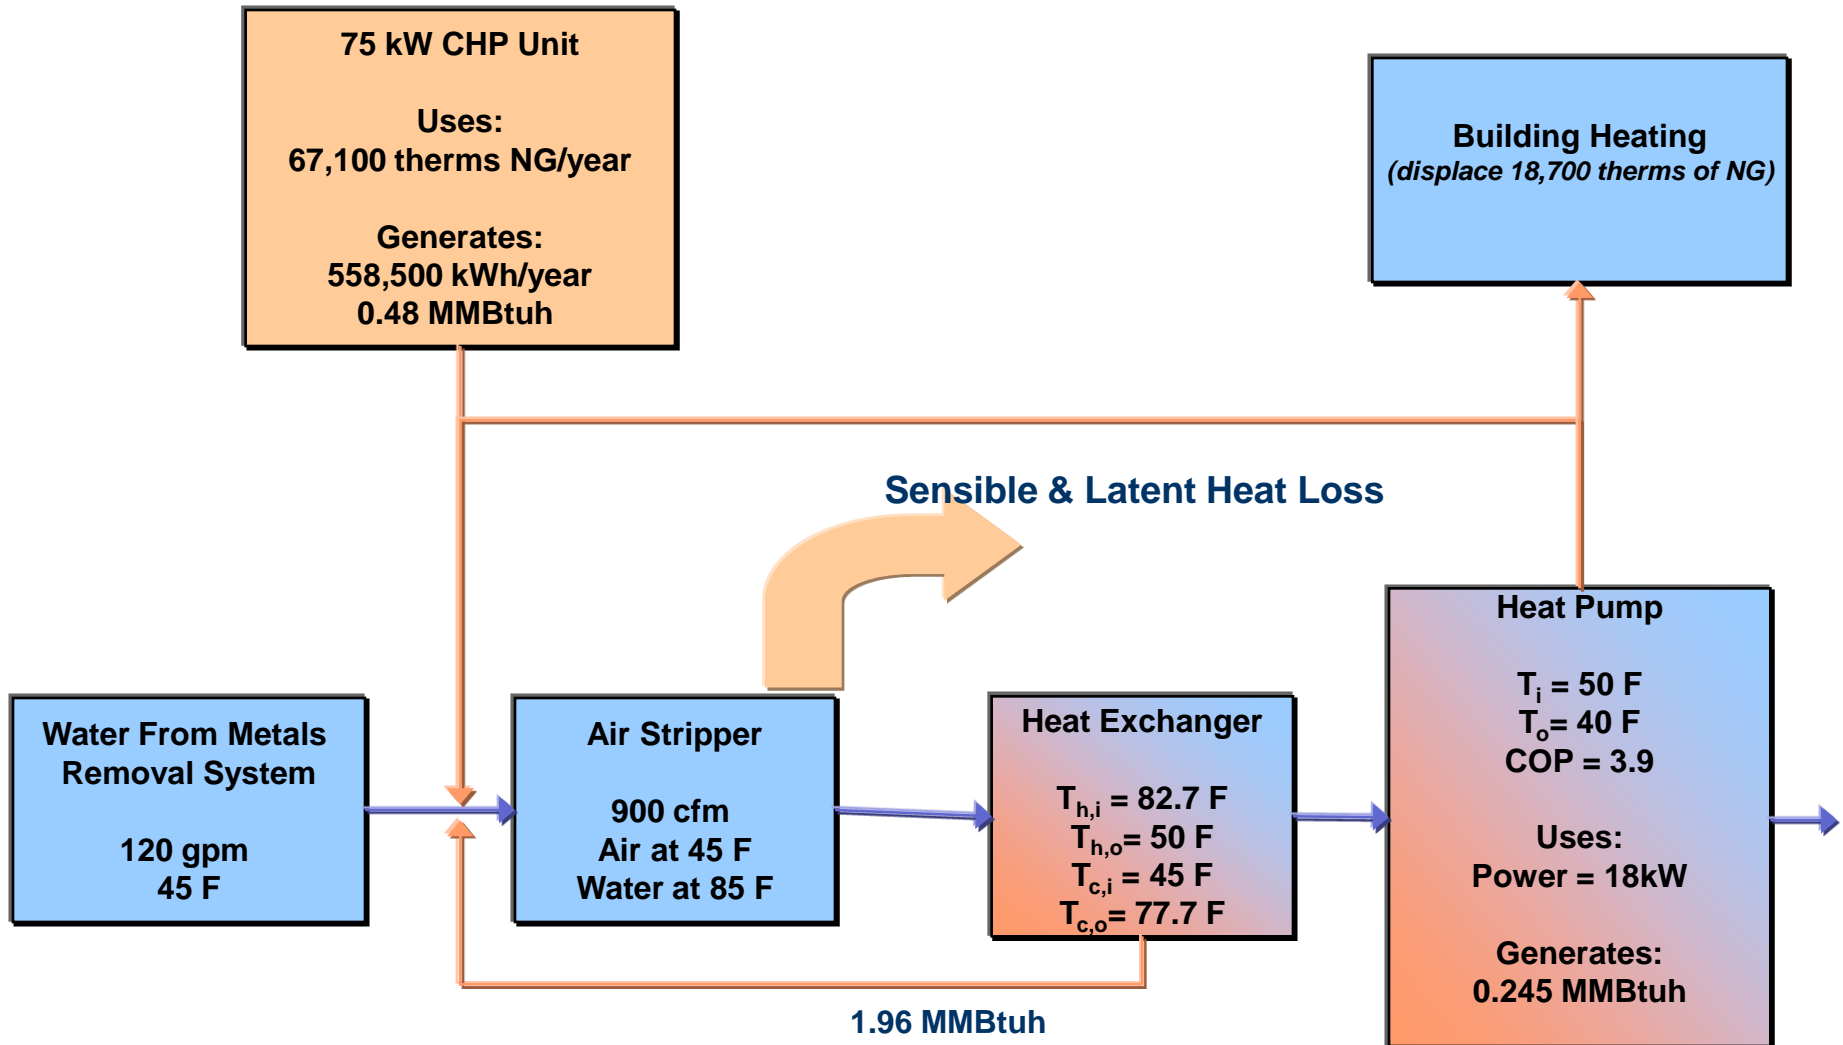 75 kW CHP Unit
Uses:
67,100 therms NG/year
Generates:
558,500 kWh/year
0.48 MMBtuh
Building Heating
(displace 18,700 therms of NG)
Sensible & Latent Heat Loss
Water From Metals
Removal System
120 gpm
45 F
Air Stripper
900 cfm
Air at 45 F
Water at 85 F
Heat Exchanger
Th,i = 82.7 F
Th,o= 50 F
Tc,i = 45 F
Tc,o= 77.7 F
1.96 MMBtuh
Heat Pump
Ti = 50 F
To= 40 F
COP = 3.9
Uses:
Power = 18kW
Generates:
0.245 MMBtuh